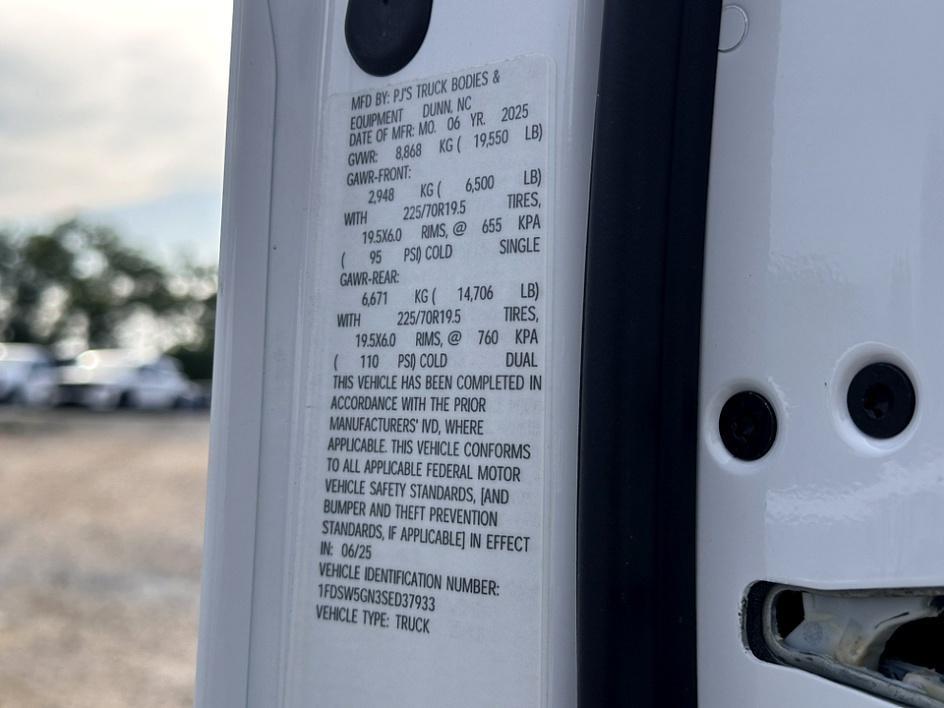 MFD BY: PJ'S TRUCK BODIES &
EQUIPMENT DUNN, NC
DATE OF MFR: MO. 06 YR. 2025
GVWR: 8,868 KG ( 19,550 LB)
GAWR-FRONT:
2,948 KG ( 6,500 LB)
WITH 225/70R19.5 TIRES,
19.5X6.0 RIMS, @ 655 KPA
( 95 PSI) COLD SINGLE
GAWR-REAR:
6,671 KG ( 14,706 LB)
WITH 225/70R19.5 TIRES,
19.5X6.0 RIMS, @ 760 KPA
( 110 PSI) COLD DUAL
THIS VEHICLE HAS BEEN COMPLETED IN
ACCORDANCE WITH THE PRIOR
MANUFACTURERS' IVD, WHERE
APPLICABLE. THIS VEHICLE CONFORMS
TO ALL APPLICABLE FEDERAL MOTOR
VEHICLE SAFETY STANDARDS, [AND
BUMPER AND THEFT PREVENTION
STANDARDS, IF APPLICABLE] IN EFFECT
IN: 06/25
VEHICLE IDENTIFICATION NUMBER:
1FDSW5GN3SED37933
VEHICLE TYPE: TRUCK